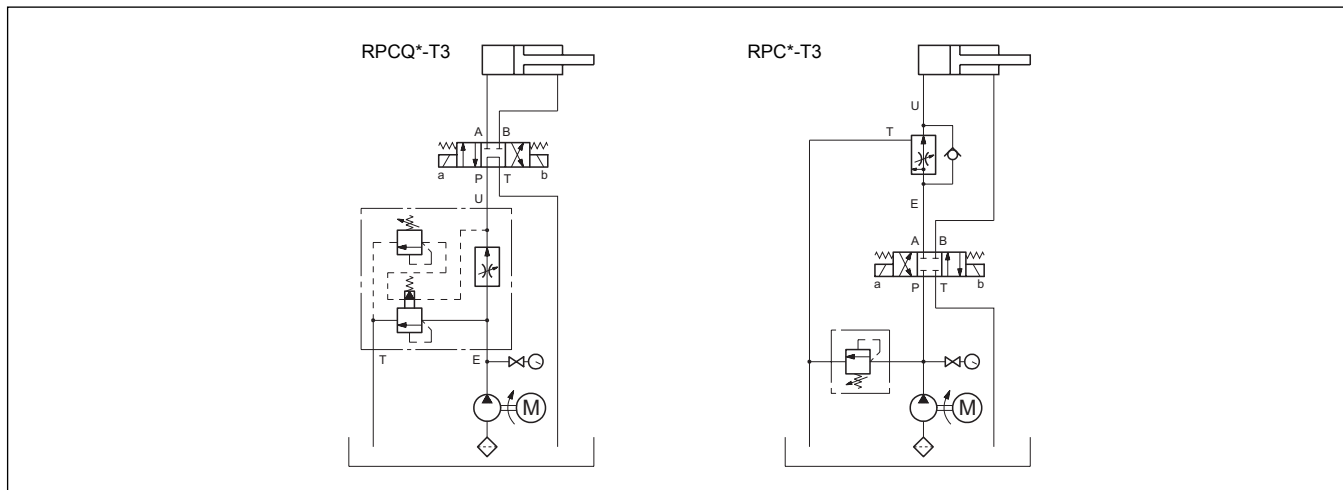 RPCQ*-T3
A B
a P T b
U
T E
M
RPC*-T3
U
T
E
A B
a P T b
M